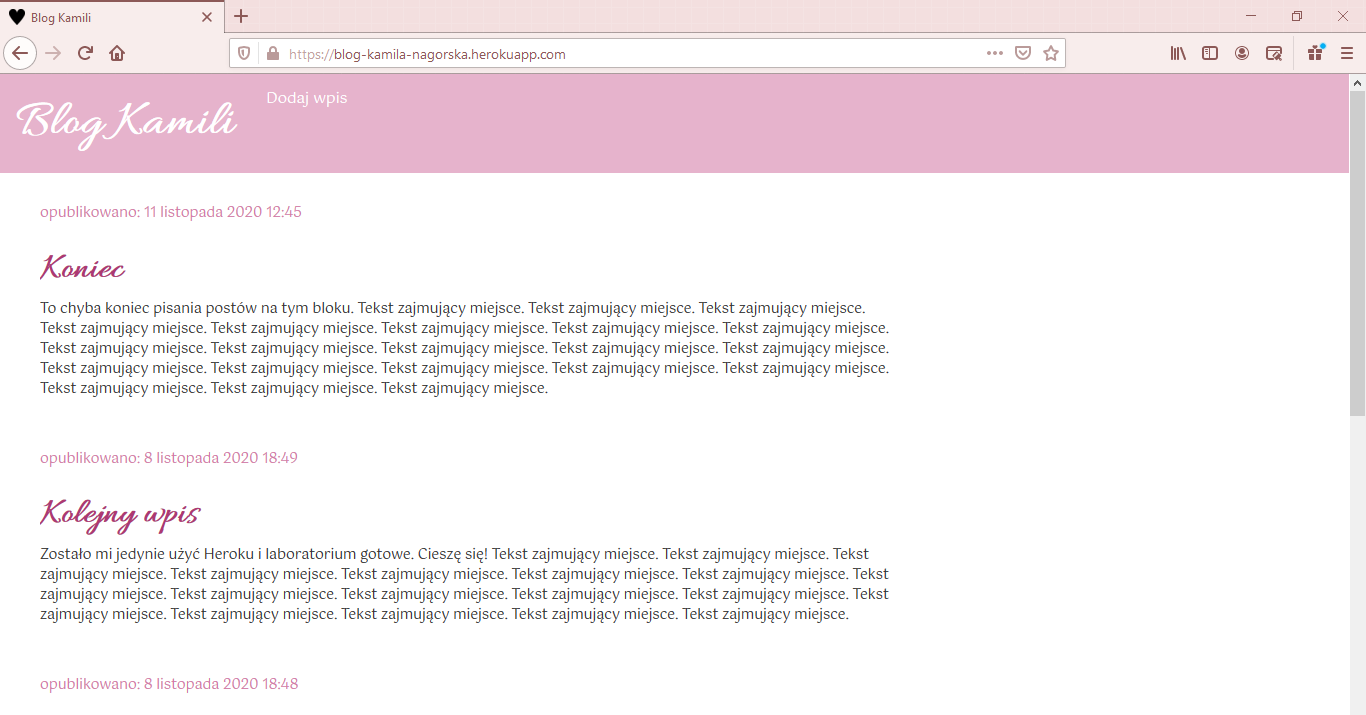 Blog Kamili
https://blog-kamila-nagorska.herokuapp.com
Blog Kamili
Dodaj wpis
opublikowano: 11 listopada 2020 12:45
Koniec
To chyba koniec pisania postów na tym bloku. Tekst zajmujący miejsce. Tekst zajmujący miejsce. Tekst zajmujący miejsce.
Tekst zajmujący miejsce. Tekst zajmujący miejsce. Tekst zajmujący miejsce. Tekst zajmujący miejsce. Tekst zajmujący miejsce.
Tekst zajmujący miejsce. Tekst zajmujący miejsce. Tekst zajmujący miejsce. Tekst zajmujący miejsce. Tekst zajmujący miejsce.
Tekst zajmujący miejsce. Tekst zajmujący miejsce. Tekst zajmujący miejsce. Tekst zajmujący miejsce. Tekst zajmujący miejsce.
Tekst zajmujący miejsce. Tekst zajmujący miejsce. Tekst zajmujący miejsce.
opublikowano: 8 listopada 2020 18:49
Kolejny wpis
Zostało mi jedynie użyć Heroku i laboratorium gotowe. Cieszę się! Tekst zajmujący miejsce. Tekst zajmujący miejsce. Tekst
zajmujący miejsce. Tekst zajmujący miejsce. Tekst zajmujący miejsce. Tekst zajmujący miejsce. Tekst zajmujący miejsce. Tekst
zajmujący miejsce. Tekst zajmujący miejsce. Tekst zajmujący miejsce. Tekst zajmujący miejsce. Tekst zajmujący miejsce. Tekst
zajmujący miejsce. Tekst zajmujący miejsce. Tekst zajmujący miejsce. Tekst zajmujący miejsce. Tekst zajmujący miejsce.
opublikowano: 8 listopada 2020 18:48